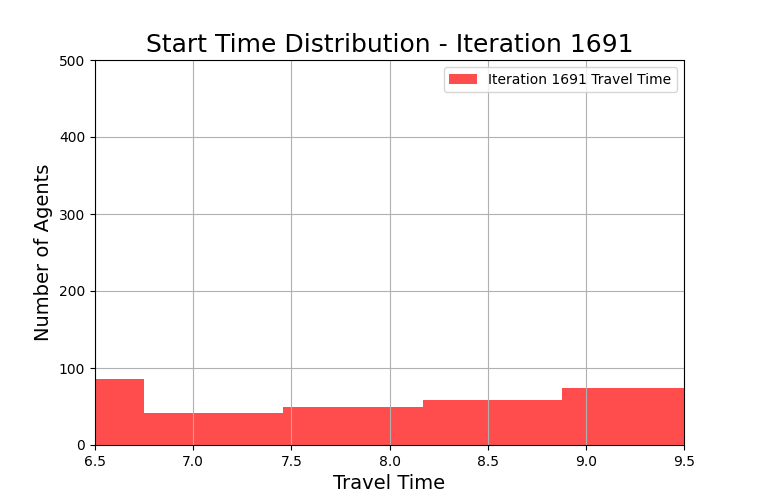 Start Time Distribution - Iteration 1691
500
Iteration 1691 Travel Time
400
300
200
100
0
Number of Agents
6.5 7.0 7.5 8.0 8.5 9.0 9.5
Travel Time